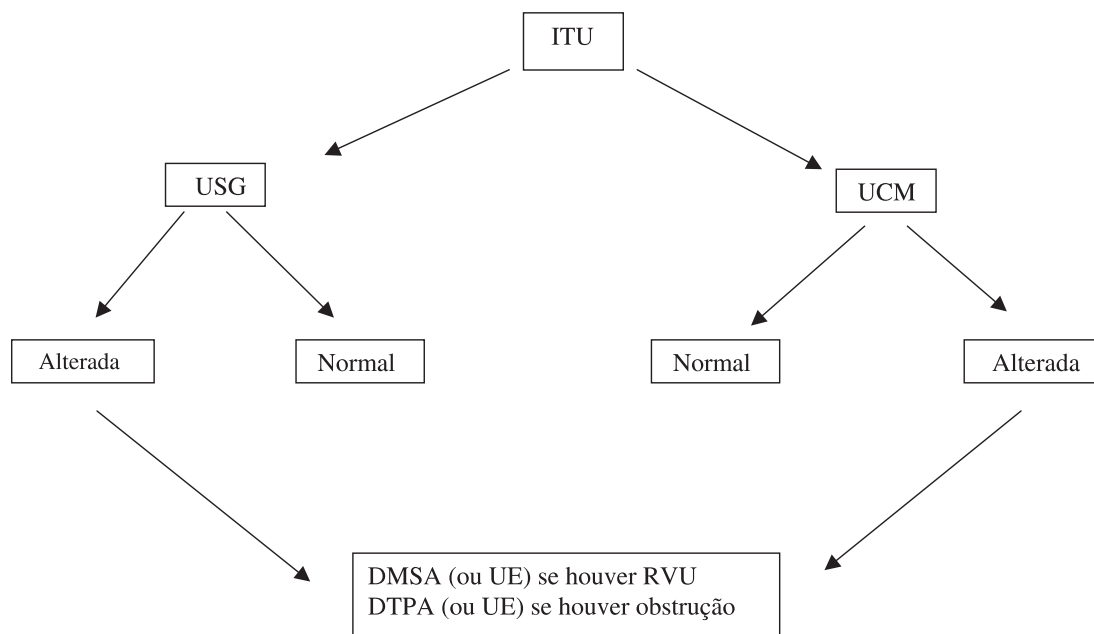 ITU
USG
UCM
Alterada
Normal
Normal
Alterada
DMSA (ou UE) se houver RVU
DTPA (ou UE) se houver obstrução